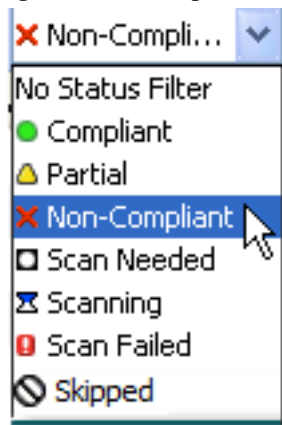 Non-Compli...
No Status Filter
Compliant
Partial
Non-Compliant
Scan Needed
Scanning
Scan Failed
Skipped